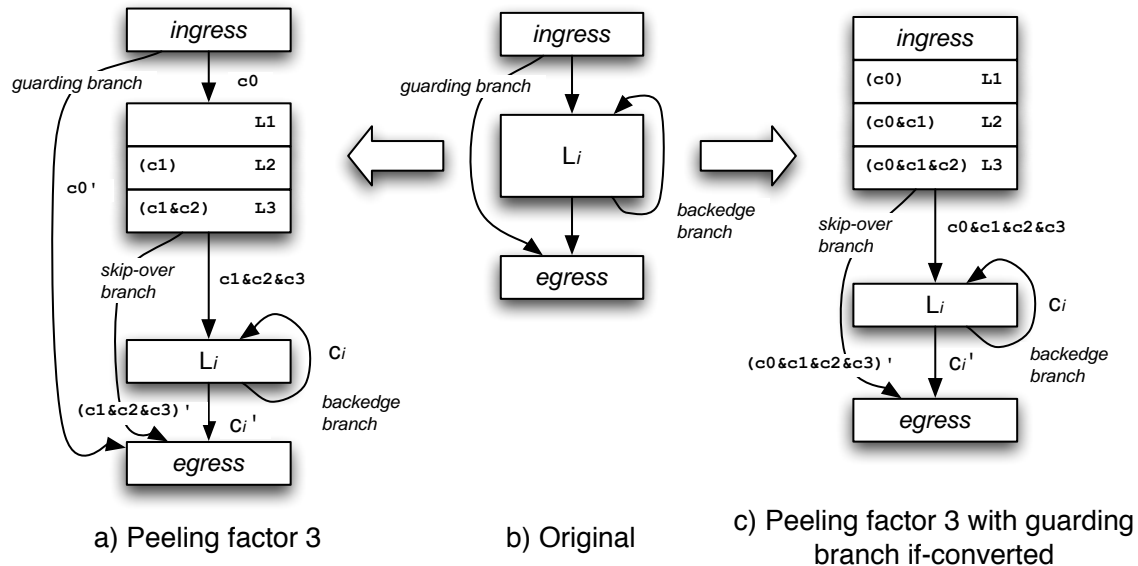 ingress
guarding branch
c0
L1
(c1) L2
(c1&c2) L3
c0'
skip-over
branch
c1&c2&c3
Li
ci
backedge
branch
(c1&c2&c3)'
ci'
egress
a) Peeling factor 3
ingress
guarding branch
Li
backedge
branch
egress
b) Original
ingress
(c0) L1
(c0&c1) L2
(c0&c1&c2) L3
skip-over
branch
c0&c1&c2&c3
Li
ci
backedge
branch
(c0&c1&c2&c3)'
ci'
egress
c) Peeling factor 3 with guarding
branch if-converted